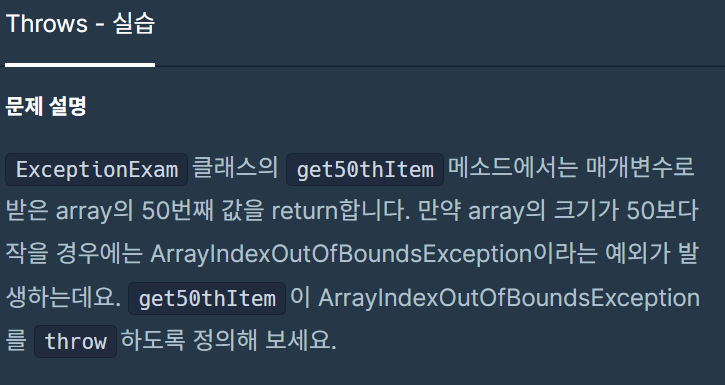 Throws - 실습
문제 설명
ExceptionExam 클래스의 get50thItem 메소드에서는 매개변수로
받은 array의 50번째 값을 return합니다. 만약 array의 크기가 50보다
작을 경우에는 ArrayIndexOutOfBoundsException이라는 예외가 발
생하는데요. get50thItem 이 ArrayIndexOutOfBoundsException
를 throw 하도록 정의해 보세요.